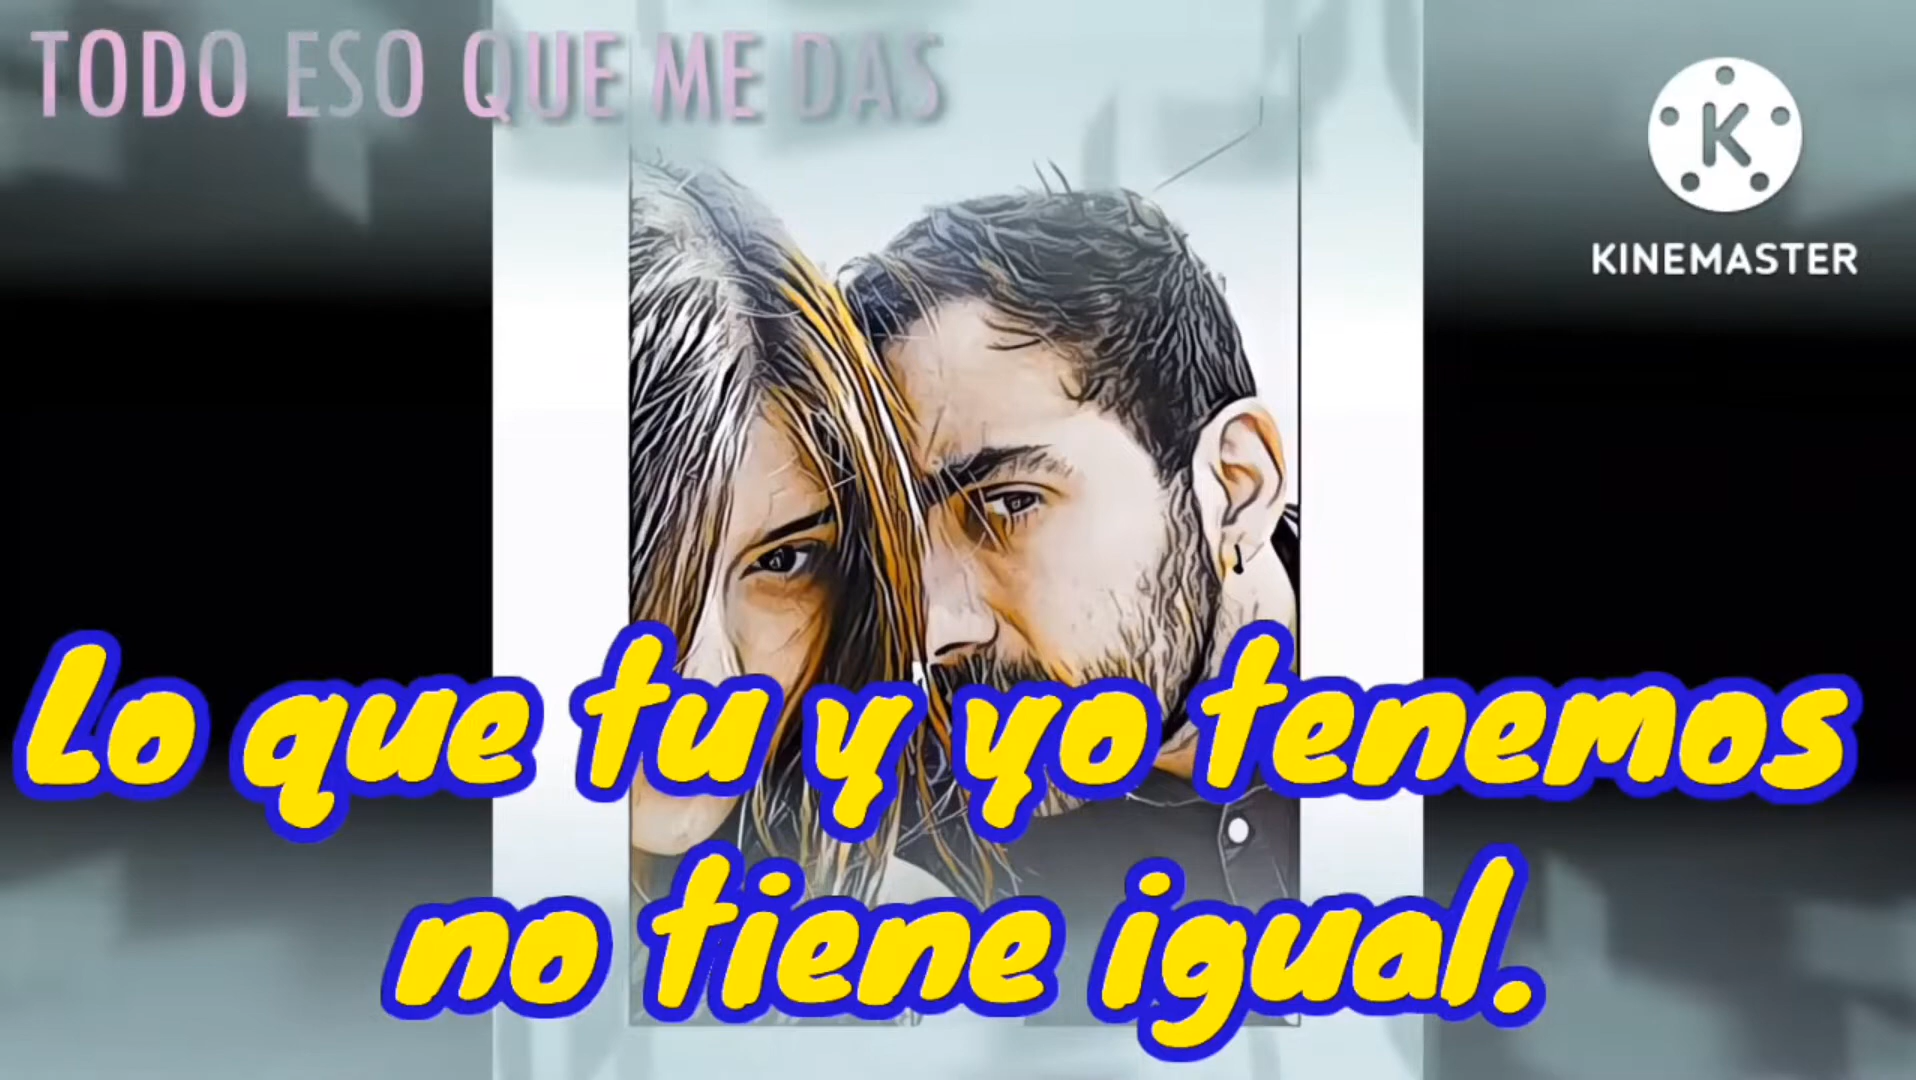 TODO ESO QUE ME DAS
K
KINEMASTER
Lo que tu y yo tenemos
no tiene igual.